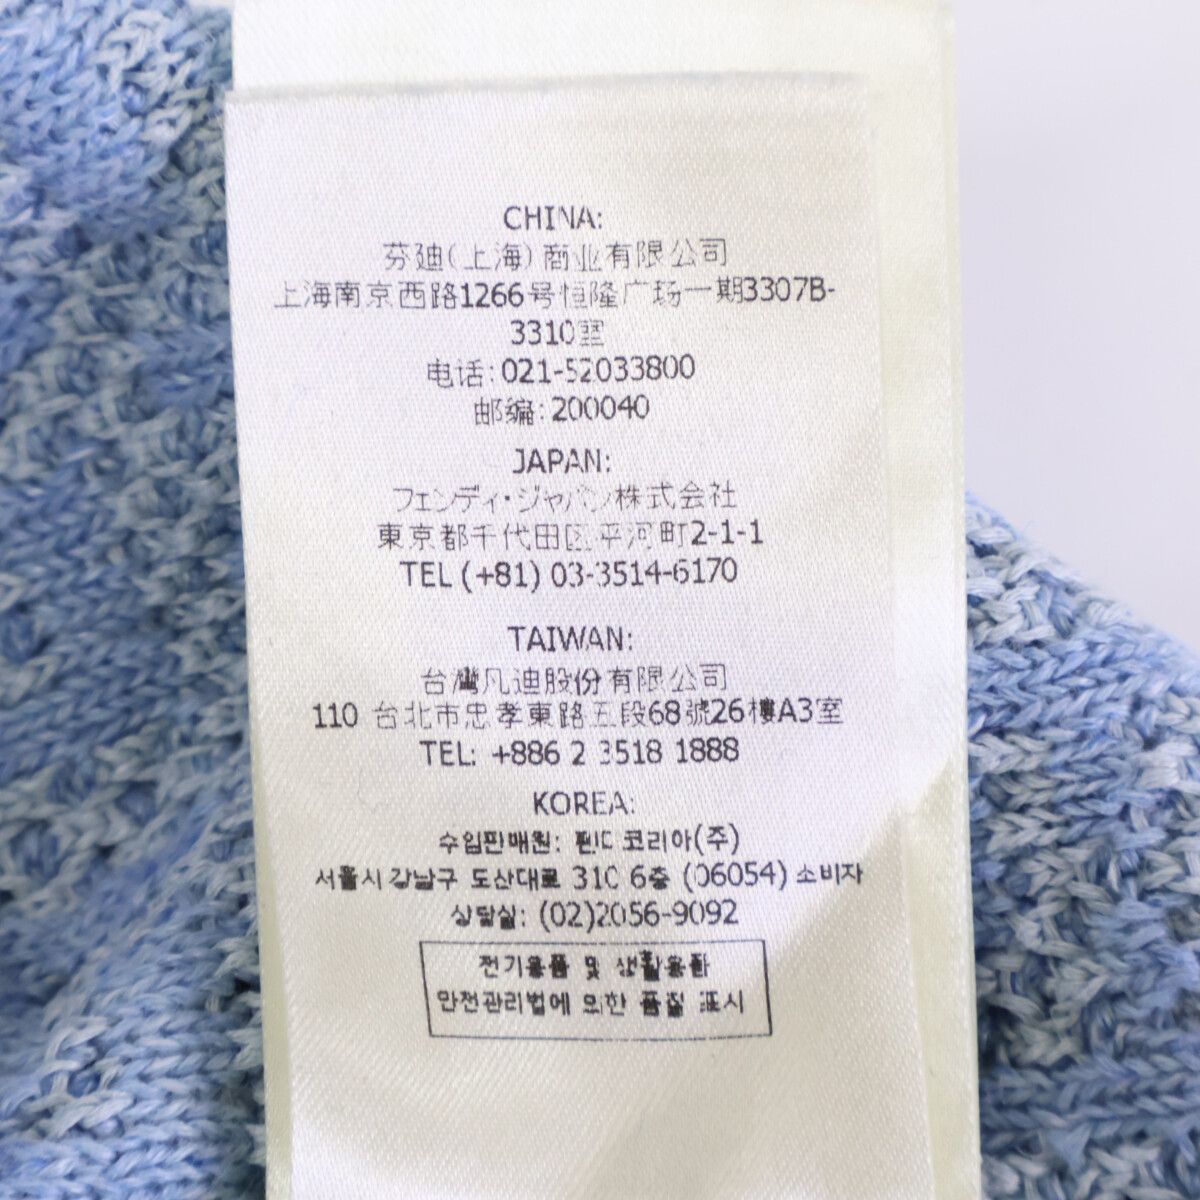 CHINA:
芬迪(上海)商业有限公司
上海南京西路1266号恒隆广场一期3307B-
3310室
电话:021-52033800
邮编:200040
JAPAN:
フェンディ・ジャパン株式会社
東京都千代田区平河町2-1-1
TEL (+81) 03-3514-6170
TAIWAN:
台灣凡迪股份有限公司
110 台北市忠孝東路五段68號26樓A3室
TEL: +886 2 3518 1888
KOREA:
수입판매원: 펜디 코리아(주)
서울시 강남구 도산대로 310 6층 (06054) 소비자
상담실: (02)2056-9092
전기용품 및 생활용품
안전관리법에 의한 품질 표시